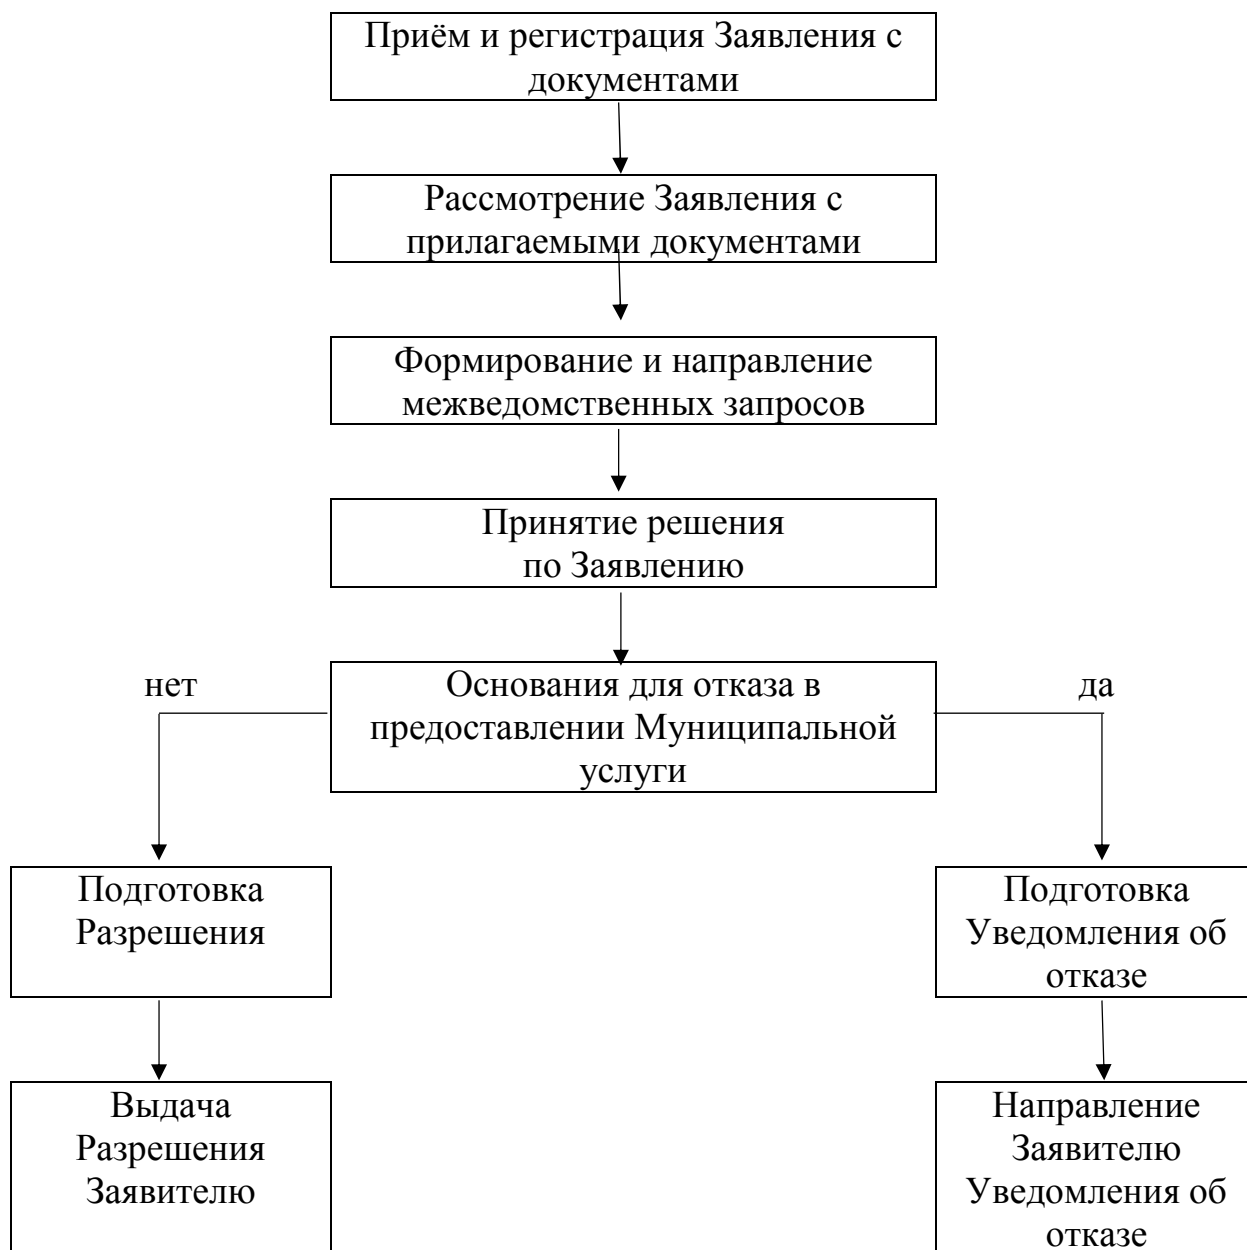 Приём и регистрация Заявления с
документами
Рассмотрение Заявления с
прилагаемыми документами
Формирование и направление
межведомственных запросов
Принятие решения
по Заявлению
нет
Основания для отказа в
предоставлении Муниципальной
услуги
да
Подготовка
Разрешения
Подготовка
Уведомления об
отказе
Выдача
Разрешения
Заявителю
Направление
Заявителю
Уведомления об
отказе